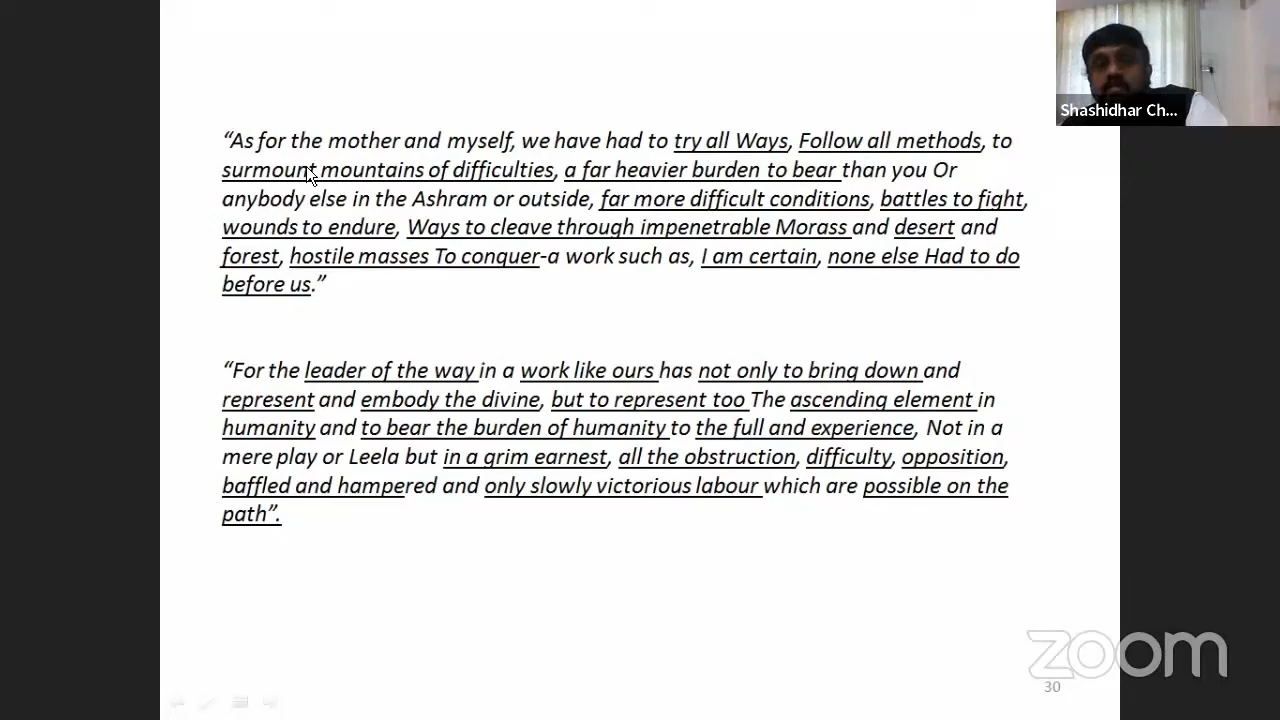 Shashidhar Ch...
“As for the mother and myself, we have had to try all Ways, Follow all methods, to
surmount mountains of difficulties, a far heavier burden to bear than you Or
anybody else in the Ashram or outside, far more difficult conditions, battles to fight,
wounds to endure, Ways to cleave through impenetrable Morass and desert and
forest, hostile masses To conquer-a work such as, I am certain, none else Had to do
before us.”
“For the leader of the way in a work like ours has not only to bring down and
represent and embody the divine, but to represent too The ascending element in
humanity and to bear the burden of humanity to the full and experience, Not in a
mere play or Leela but in a grim earnest, all the obstruction, difficulty, opposition,
baffled and hampered and only slowly victorious labour which are possible on the
path”.
zoom
30